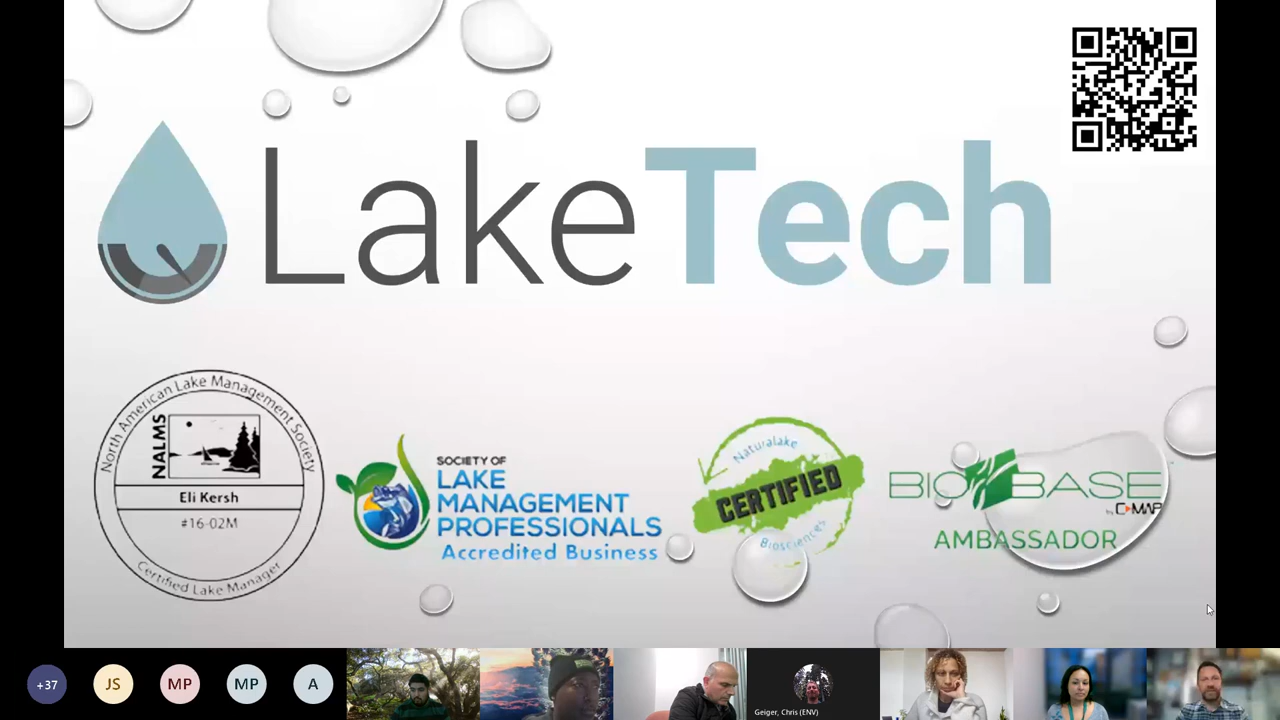 LakeTech
North American Lake Management Society
NALMS
Eli Kersh
#16-02M
Certified Lake Manager
SOCIETY OF
LAKE
MANAGEMENT
PROFESSIONALS
Accredited Business
Naturalake
CERTIFIED
Biosciences
BIOBASE
by C-MAP
AMBASSADOR
+37
JS
MP
MP
A
Geiger, Chris (ENV)